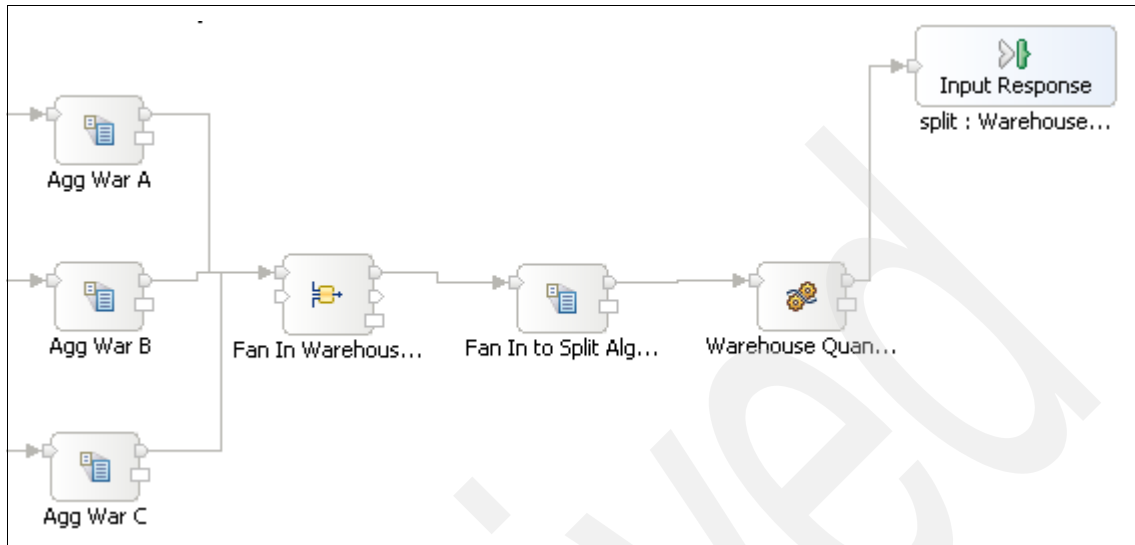 Input Response
split : Warehouse...
Agg War A
Agg War B
Fan In Warehous...
Fan In to Split Alg...
Warehouse Quan...
Agg War C
ived